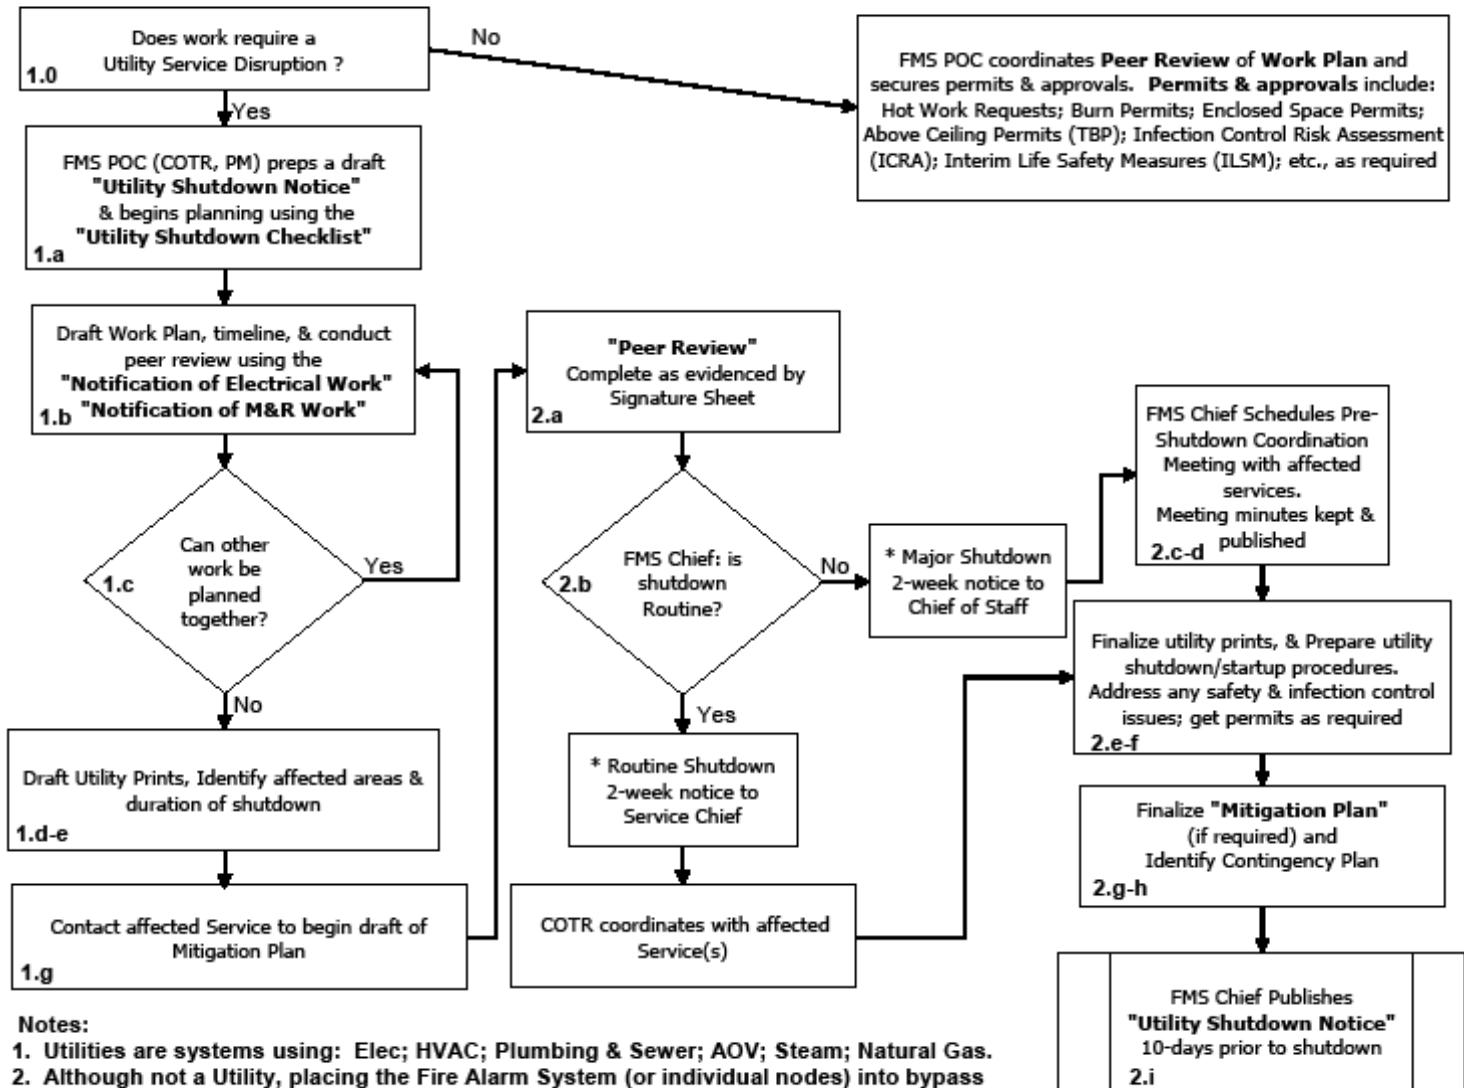 Does work require a
Utility Service Disruption ?
1.0
No
FMS POC coordinates Peer Review of Work Plan and
secures permits & approvals.  Permits & approvals include:
Hot Work Requests; Burn Permits; Enclosed Space Permits;
Above Ceiling Permits (TBP); Infection Control Risk Assessment
(ICRA); Interim Life Safety Measures (ILSM); etc., as required
Yes
FMS POC (COTR, PM) preps a draft
"Utility Shutdown Notice"
& begins planning using the
"Utility Shutdown Checklist"
1.a
Draft Work Plan, timeline, & conduct
peer review using the
"Notification of Electrical Work"
"Notification of M&R Work"
1.b
Can other
work be
planned
together?
1.c
Yes
No
Draft Utility Prints, Identify affected areas &
duration of shutdown
1.d-e
Contact affected Service to begin draft of
Mitigation Plan
1.g
"Peer Review"
Complete as evidenced by
Signature Sheet
2.a
FMS Chief: is
shutdown
Routine?
2.b
No
* Major Shutdown
2-week notice to
Chief of Staff
Yes
* Routine Shutdown
2-week notice to
Service Chief
COTR coordinates with affected
Service(s)
FMS Chief Schedules Pre-
Shutdown Coordination
Meeting with affected
services.
Meeting minutes kept &
published
2.c-d
Finalize utility prints, & Prepare utility
shutdown/startup procedures.
Address any safety & infection control
issues; get permits as required
2.e-f
Finalize "Mitigation Plan"
(if required) and
Identify Contingency Plan
2.g-h
FMS Chief Publishes
"Utility Shutdown Notice"
10-days prior to shutdown
2.i
Notes:
1.  Utilities are systems using:  Elec; HVAC; Plumbing & Sewer; AOV; Steam; Natural Gas.
2.  Although not a Utility, placing the Fire Alarm System (or individual nodes) into bypass